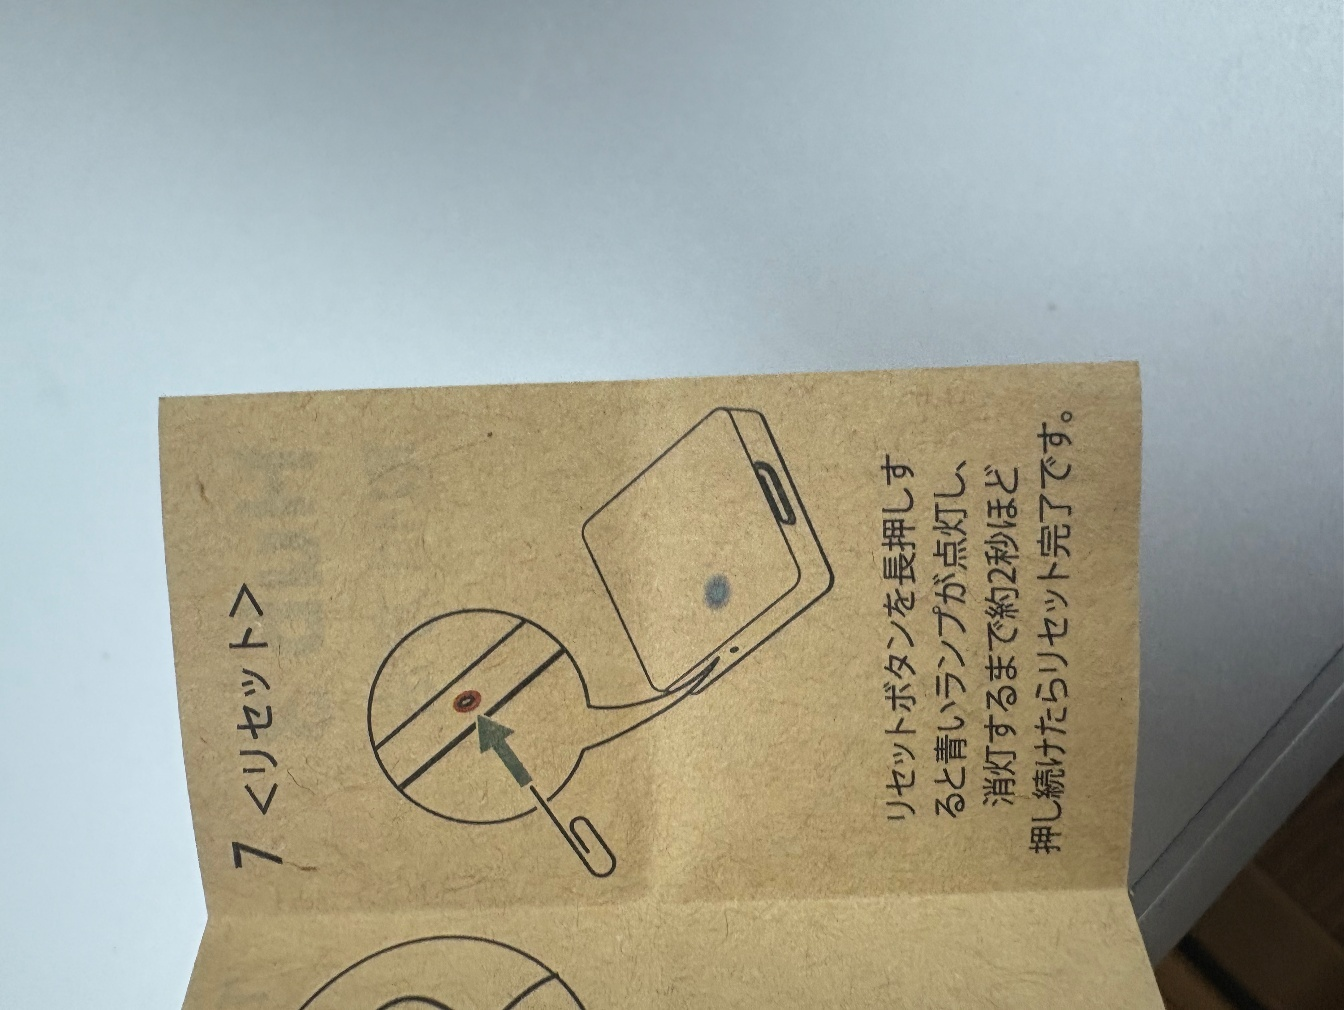 7 <リセット>
リセットボタンを長押しす
ると青いランプが点灯し、
消灯するまで約2秒ほど
押し続けたらリセット完了です。